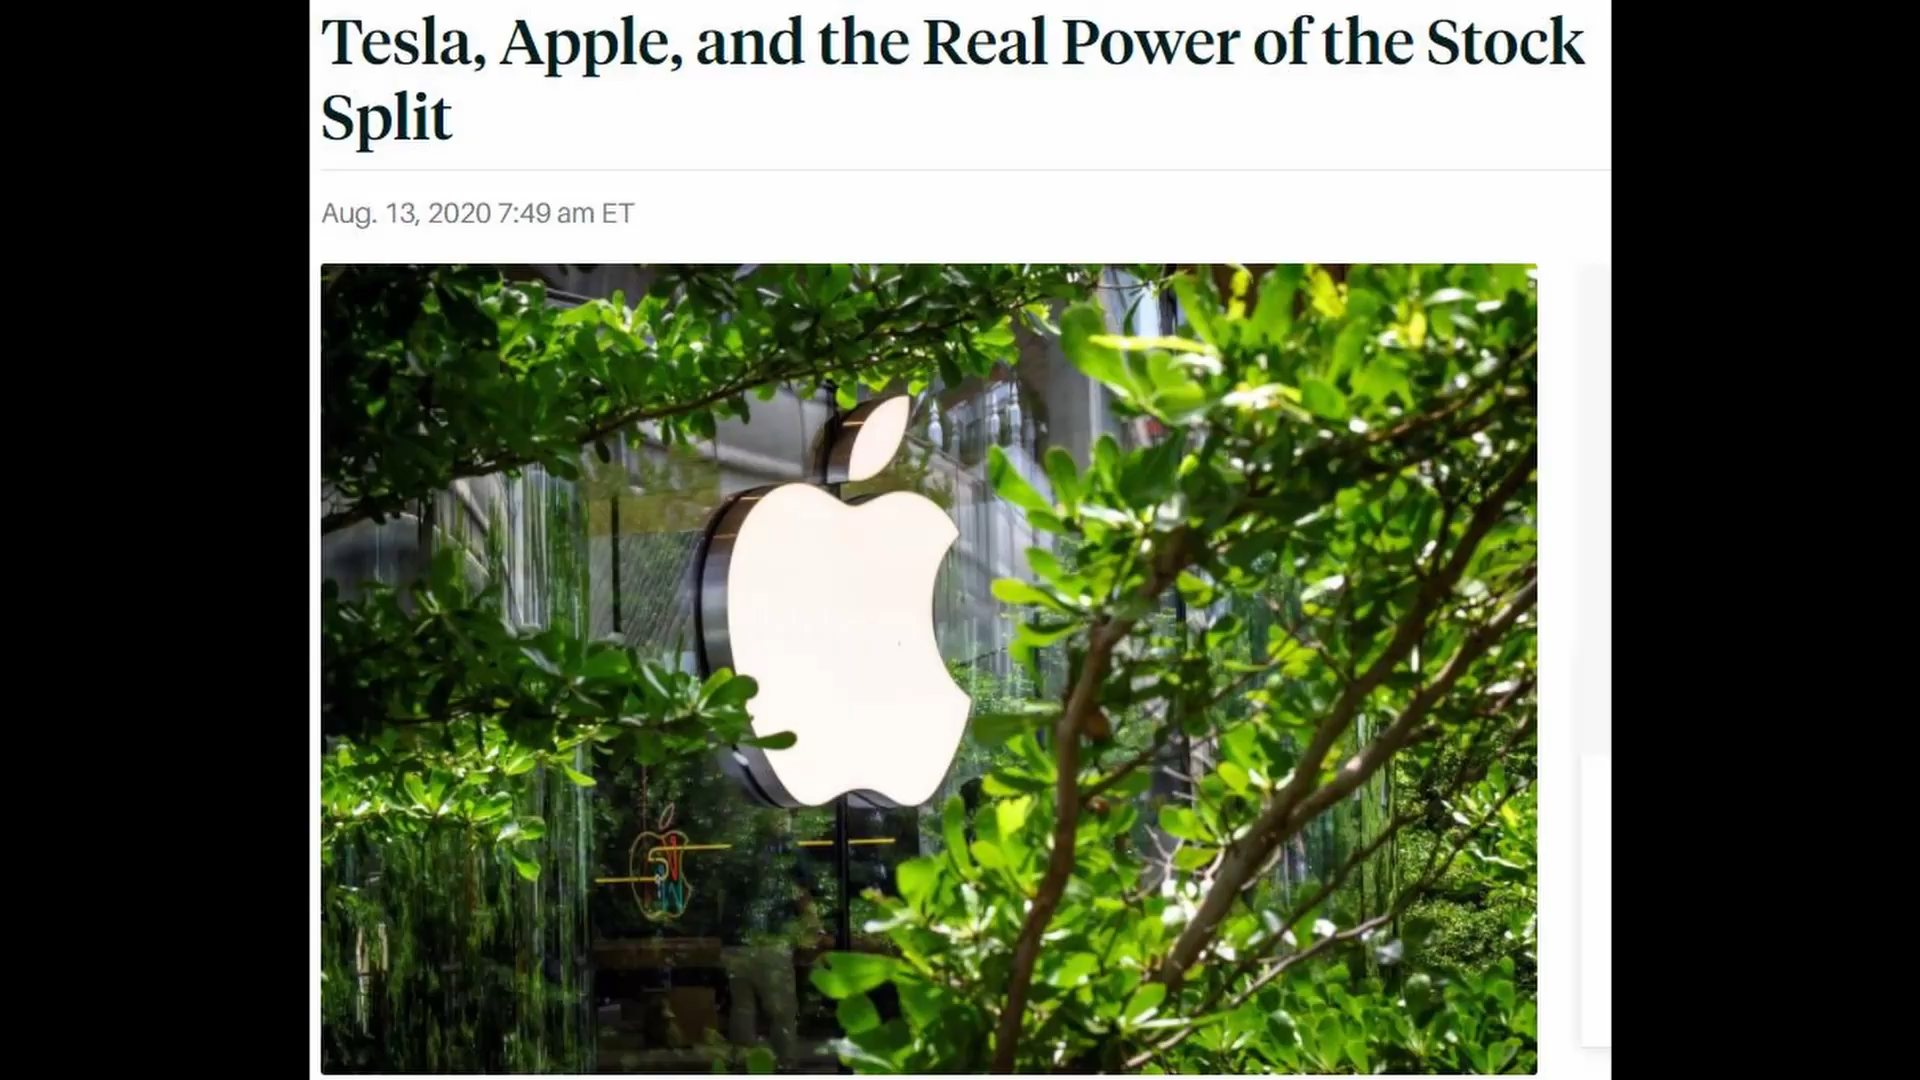 Tesla, Apple, and the Real Power of the Stock
Split
Aug. 13, 2020 7:49 am ET